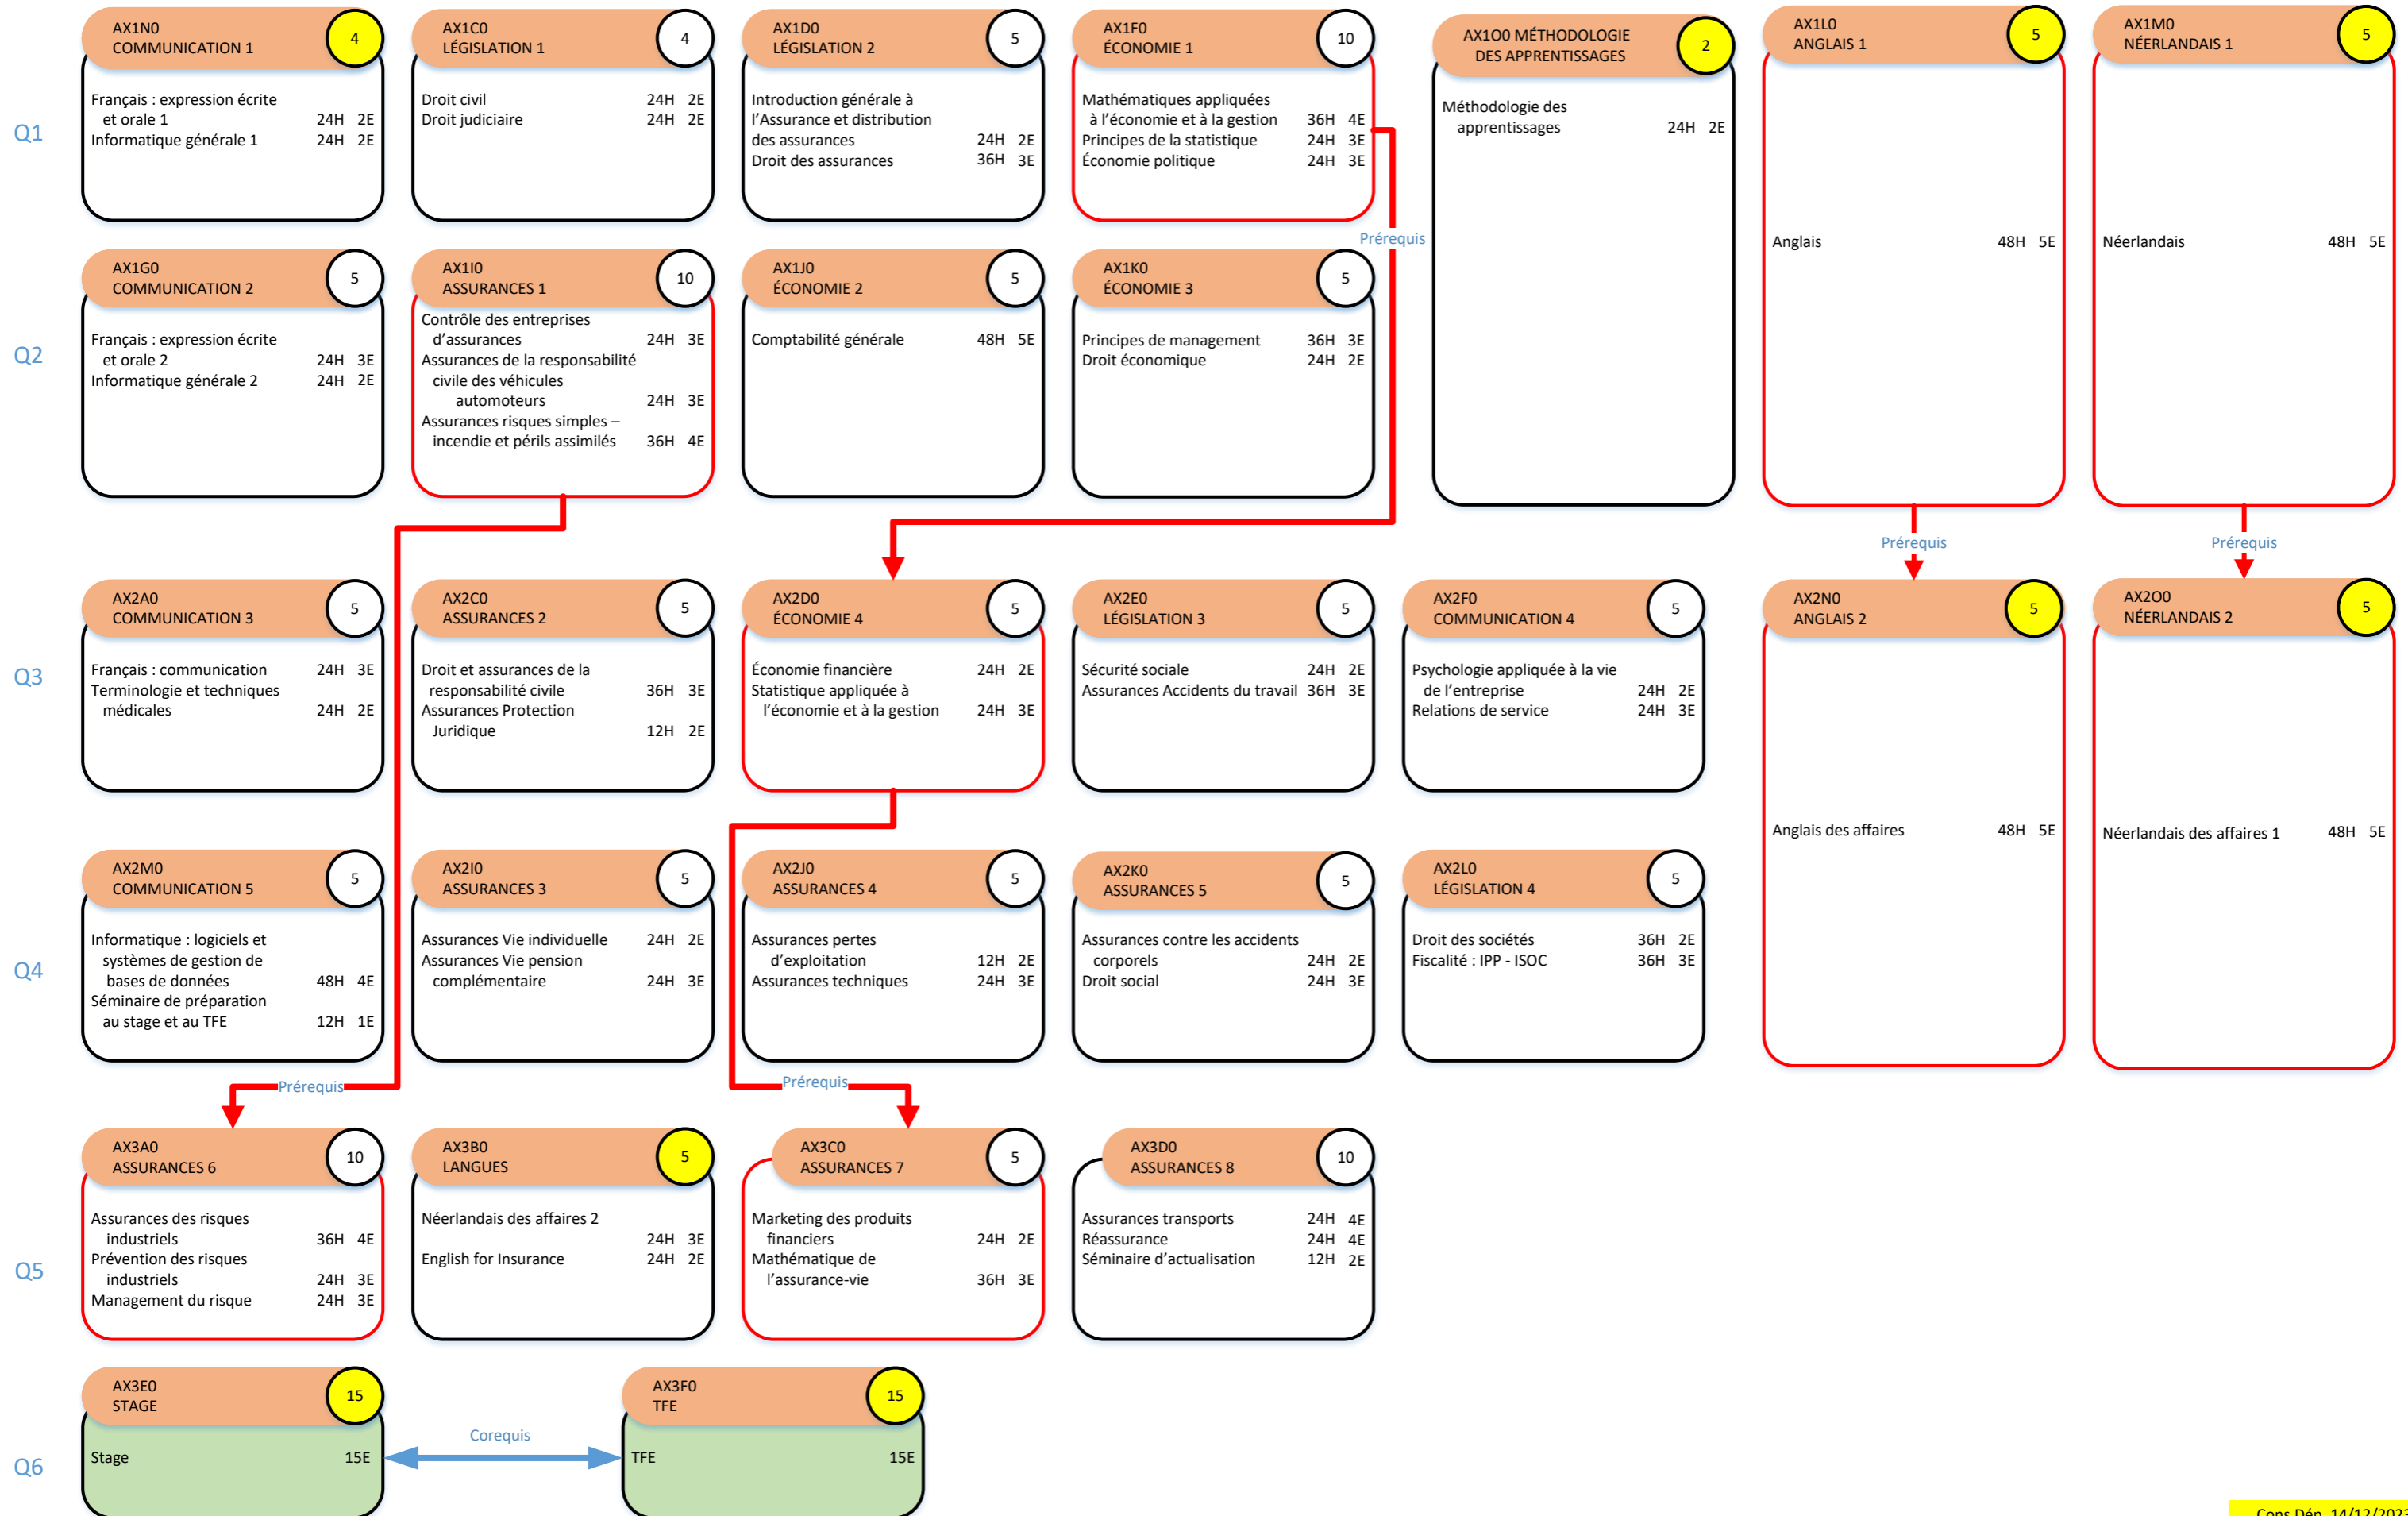 AX1N0
COMMUNICATION 1
4
Français : expression écrite
et orale 1 24H 2E
Informatique générale 1 24H 2E
AX1C0
LÉGISLATION 1
4
Droit civil 24H 2E
Droit judiciaire 24H 2E
AX1D0
LÉGISLATION 2
5
Introduction générale à
l'Assurance et distribution
des assurances 24H 2E
Droit des assurances 36H 3E
AX1F0
ÉCONOMIE 1
10
Mathématiques appliquées
à l'économie et à la gestion 36H 4E
Principes de la statistique 24H 3E
Économie politique 24H 3E
AX1O0 MÉTHODOLOGIE
DES APPRENTISSAGES
2
Méthodologie des
apprentissages 24H 2E
AX1L0
ANGLAIS 1
5
Anglais 48H 5E
AX1M0
NÉERLANDAIS 1
5
Néerlandais 48H 5E
Q1
Prérequis
AX1G0
COMMUNICATION 2
5
Français : expression écrite
et orale 2 24H 3E
Informatique générale 2 24H 2E
AX1I0
ASSURANCES 1
10
Contrôle des entreprises
d'assurances 24H 3E
Assurances de la responsabilité
civile des véhicules
automoteurs 24H 3E
Assurances risques simples –
incendie et périls assimilés 36H 4E
AX1J0
ÉCONOMIE 2
5
Comptabilité générale 48H 5E
AX1K0
ÉCONOMIE 3
5
Principes de management 36H 3E
Droit économique 24H 2E
Q2
Prérequis
Prérequis
AX2A0
COMMUNICATION 3
5
Français : communication 24H 3E
Terminologie et techniques
médicales 24H 2E
AX2C0
ASSURANCES 2
5
Droit et assurances de la
responsabilité civile 36H 3E
Assurances Protection
Juridique 12H 2E
AX2D0
ÉCONOMIE 4
5
Économie financière 24H 2E
Statistique appliquée à
l'économie et à la gestion 24H 3E
AX2E0
LÉGISLATION 3
5
Sécurité sociale 24H 2E
Assurances Accidents du travail 36H 3E
AX2F0
COMMUNICATION 4
5
Psychologie appliquée à la vie
de l'entreprise 24H 2E
Relations de service 24H 3E
AX2N0
ANGLAIS 2
5
Anglais des affaires 48H 5E
AX2O0
NÉERLANDAIS 2
5
Néerlandais des affaires 1 48H 5E
Q3
AX2M0
COMMUNICATION 5
5
Informatique : logiciels et
systèmes de gestion de
bases de données 48H 4E
Séminaire de préparation
au stage et au TFE 12H 1E
AX2I0
ASSURANCES 3
5
Assurances Vie individuelle 24H 2E
Assurances Vie pension
complémentaire 24H 3E
AX2J0
ASSURANCES 4
5
Assurances pertes
d'exploitation 12H 2E
Assurances techniques 24H 3E
AX2K0
ASSURANCES 5
5
Assurances contre les accidents
corporels 24H 2E
Droit social 24H 3E
AX2L0
LÉGISLATION 4
5
Droit des sociétés 36H 2E
Fiscalité : IPP - ISOC 36H 3E
Q4
Prérequis
Prérequis
AX3A0
ASSURANCES 6
10
Assurances des risques
industriels 36H 4E
Prévention des risques
industriels 24H 3E
Management du risque 24H 3E
AX3B0
LANGUES
5
Néerlandais des affaires 2
24H 3E
English for Insurance 24H 2E
AX3C0
ASSURANCES 7
5
Marketing des produits
financiers 24H 2E
Mathématique de
l'assurance-vie 36H 3E
AX3D0
ASSURANCES 8
10
Assurances transports 24H 4E
Réassurance 24H 4E
Séminaire d'actualisation 12H 2E
Q5
AX3E0
STAGE
15
Stage 15E
Corequis
AX3F0
TFE
15
TFE 15E
Q6
Cons Dép. 14/12/2023